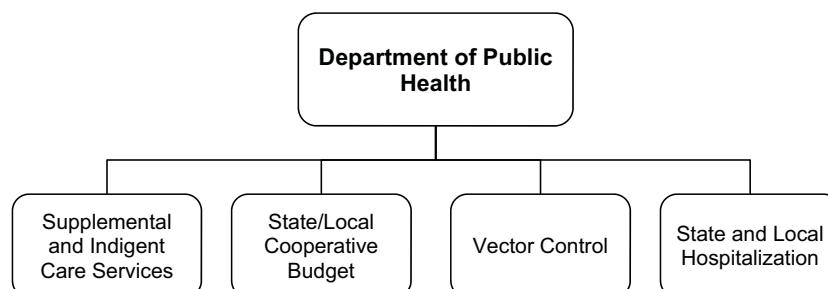 Department of Public
Health
Supplemental
and Indigent
Care Services
State/Local
Cooperative
Budget
Vector Control
State and Local
Hospitalization